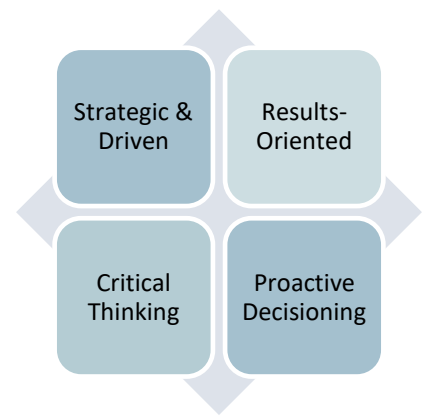 Strategic &
Driven
Results-
Oriented
Critical
Thinking
Proactive
Decisioning